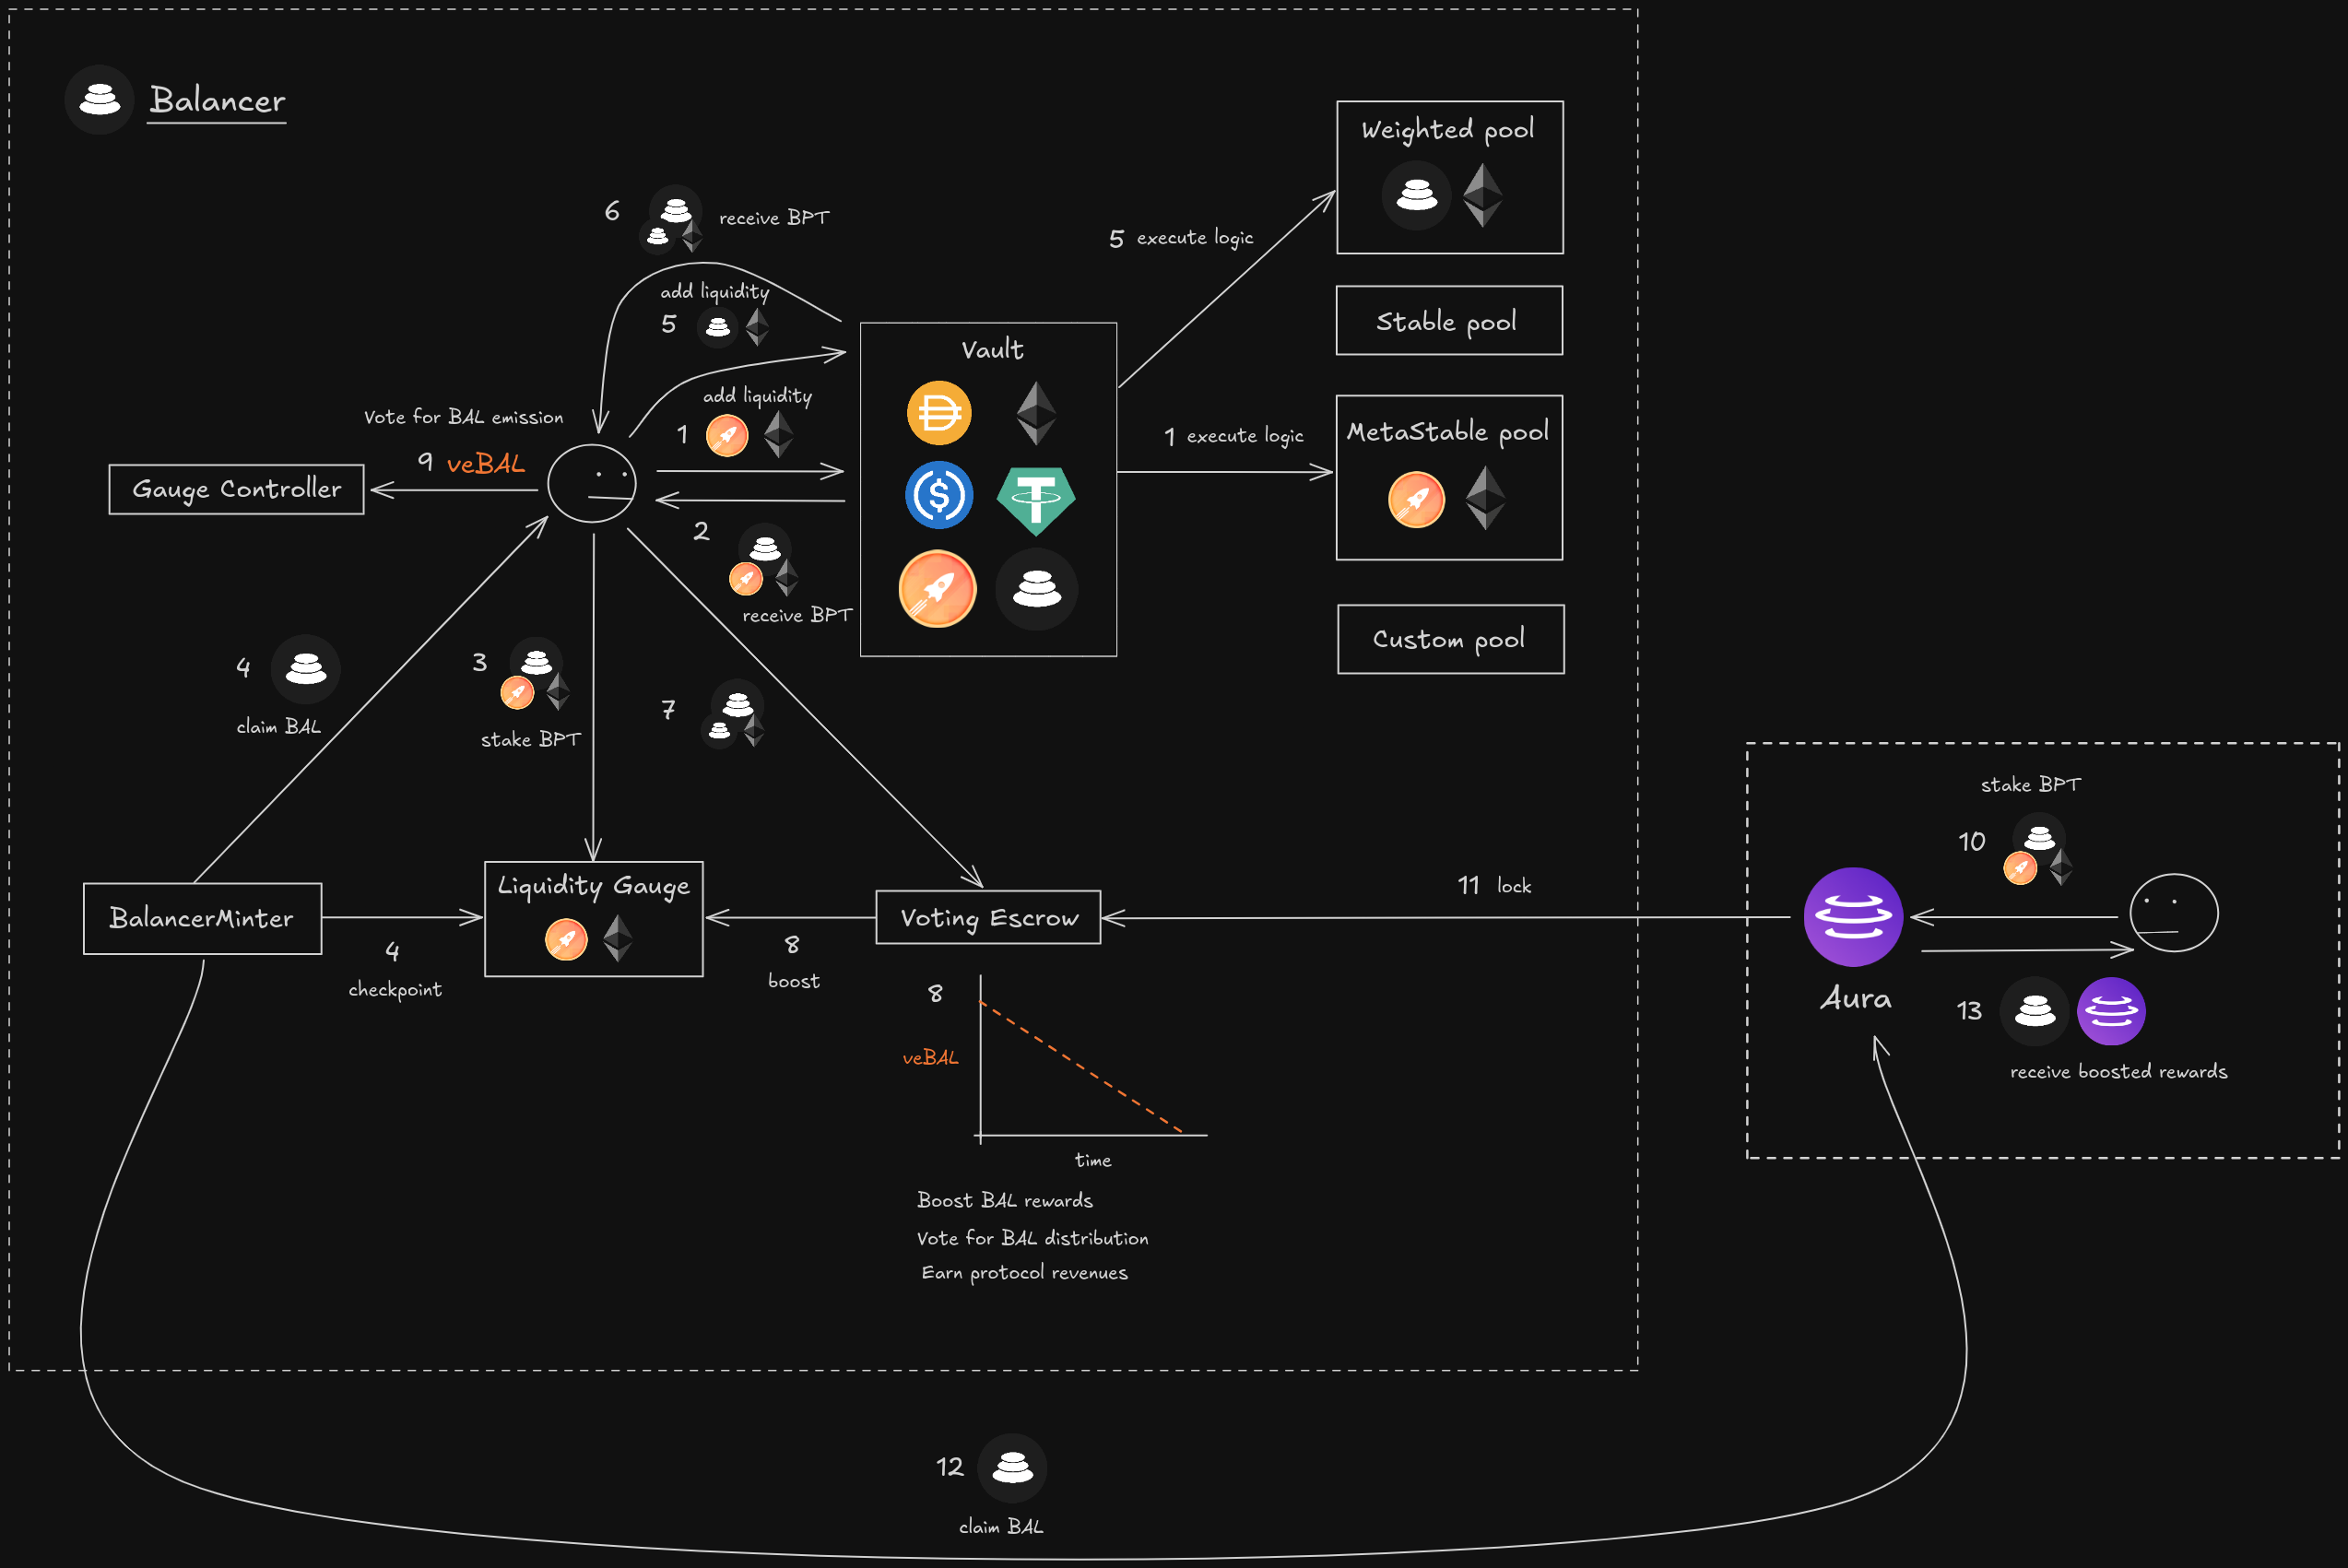 Balancer
6
receive BPT
add liquidity
5
5 execute logic
Weighted pool
Stable pool
Vault
add liquidity
1
1 execute logic
MetaStable pool
Custom pool
Vote for BAL emission
9 veBAL
Gauge Controller
2
receive BPT
4
claim BAL
3
stake BPT
7
BalancerMinter
4
checkpoint
Liquidity Gauge
8
boost
Voting Escrow
11 lock
8
veBAL
time
Boost BAL rewards
Vote for BAL distribution
Earn protocol revenues
stake BPT
10
Aura
13
receive boosted rewards
12
claim BAL